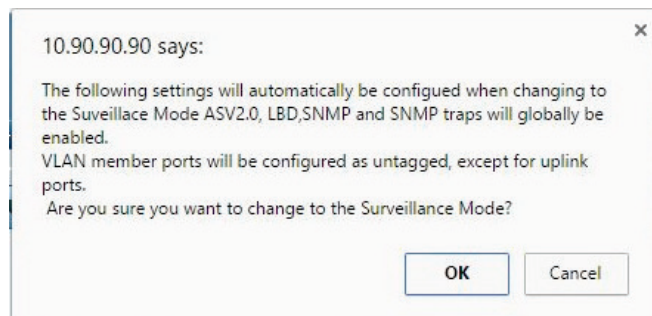 10.90.90.90 says:
The following settings will automatically be configued when changing to
the Suveillace Mode ASV2.0, LBD,SNMP and SNMP traps will globally be
enabled.
VLAN member ports will be configured as untagged, except for uplink
ports.
Are you sure you want to change to the Surveillance Mode?
OK
Cancel